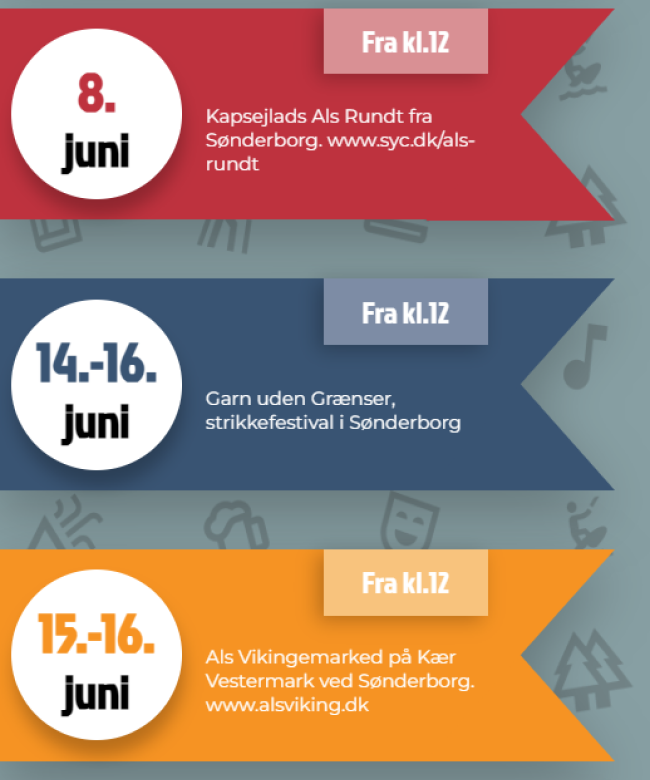 Fra kl.12
8.
juni
Kapsejlads Als Rundt fra
Sønderborg. www.syc.dk/als-
rundt
Fra kl.12
14.-16.
juni
Garn uden Grænser,
strikkefestival i Sønderborg
Fra kl.12
15.-16.
juni
Als Vikingemarked på Kær
Vestermark ved Sønderborg.
www.alsviking.dk